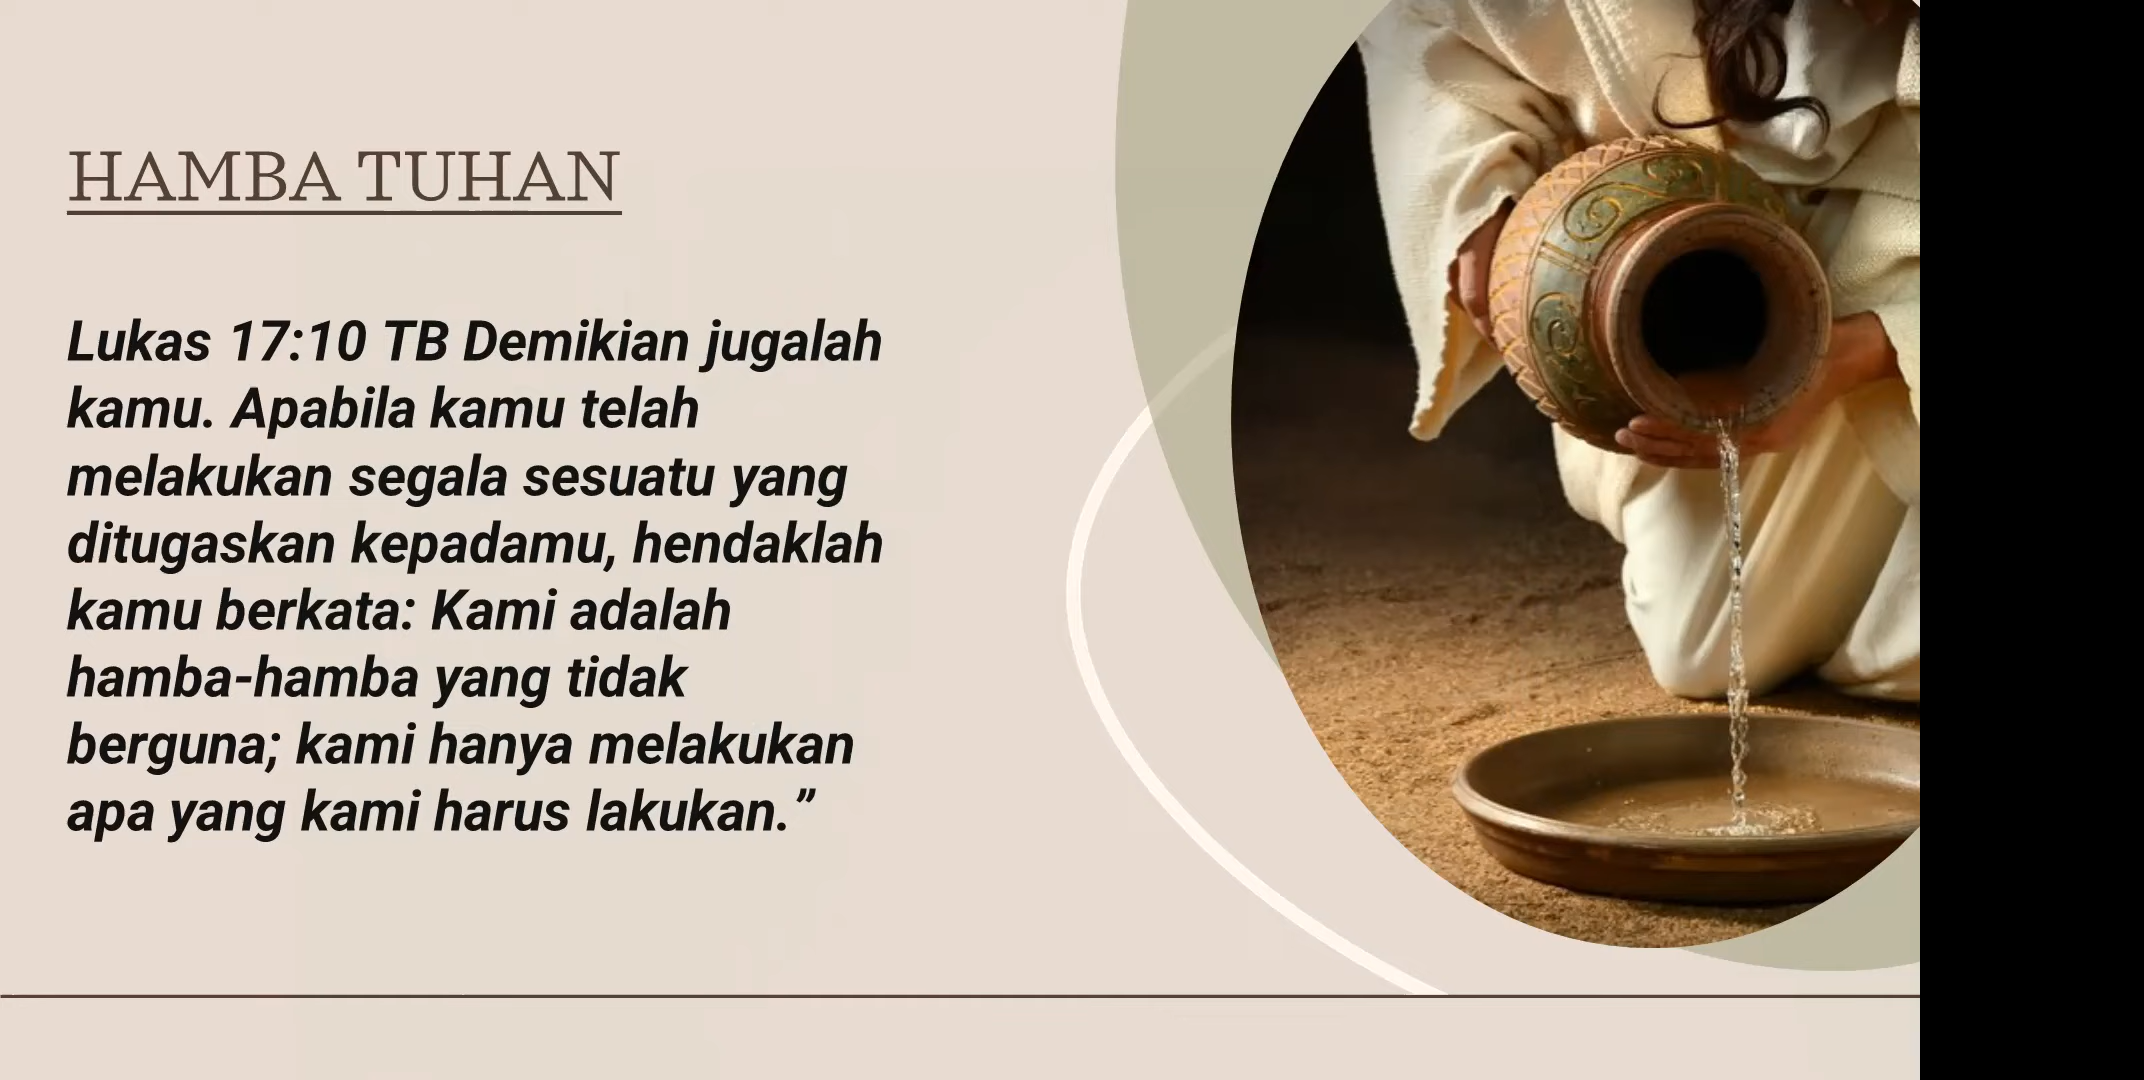 HAMBA TUHAN
Lukas 17:10 TB Demikian jugalah
kamu. Apabila kamu telah
melakukan segala sesuatu yang
ditugaskan kepadamu, hendaklah
kamu berkata: Kami adalah
hamba-hamba yang tidak
berguna; kami hanya melakukan
apa yang kami harus lakukan.”